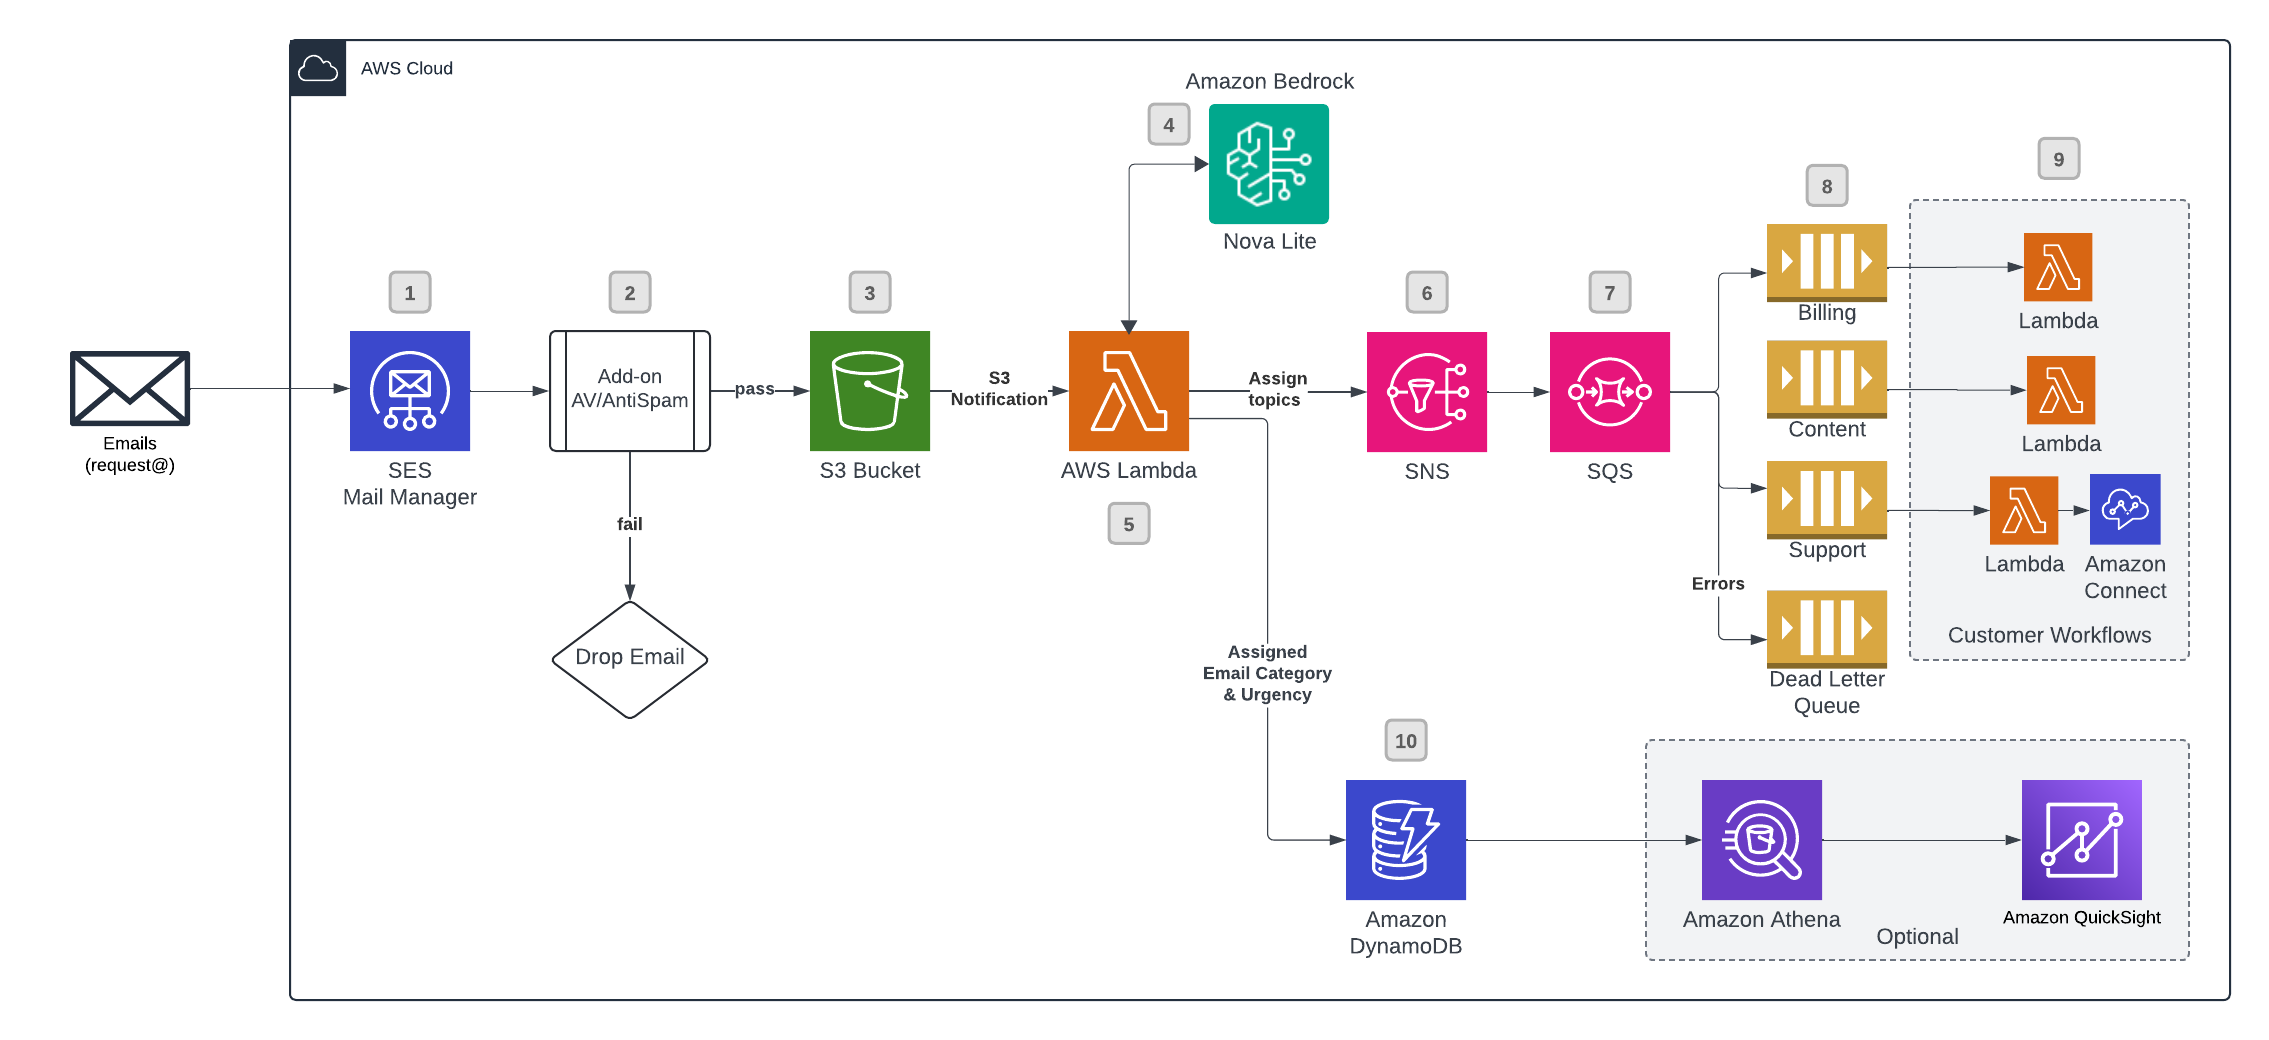 AWS Cloud
Emails
(request@)
1
SES
Mail Manager
2
Add-on
AV/AntiSpam
pass
fail
Drop Email
3
S3 Bucket
S3
Notification
4
Amazon Bedrock
Nova Lite
AWS Lambda
5
Assign
topics
6
SNS
7
SQS
8
Billing
Content
Support
Errors
Dead Letter
Queue
9
Lambda
Lambda
Lambda
Amazon
Connect
Customer Workflows
Assigned
Email Category
& Urgency
10
Amazon
DynamoDB
Amazon Athena
Optional
Amazon QuickSight